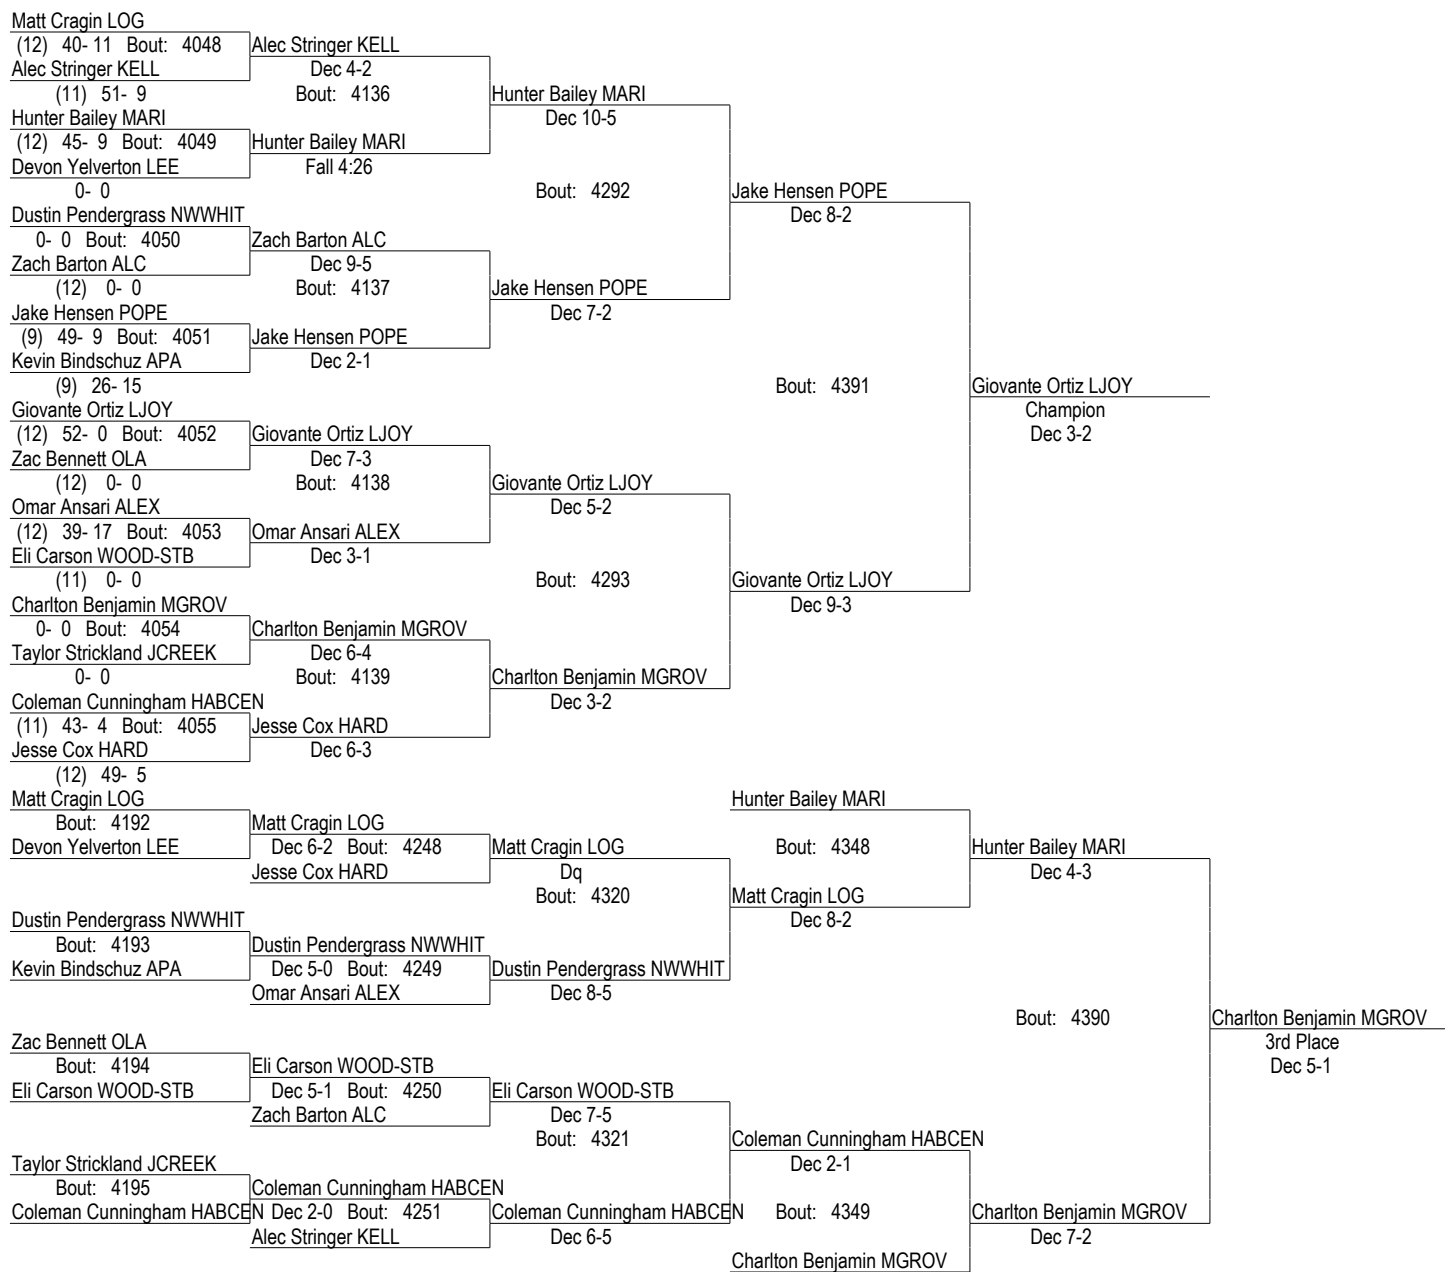 Matt Cragin LOG
(12) 40- 11 Bout: 4048
Alec Stringer KELL
Alec Stringer KELL
(11) 51- 9
Dec 4-2
Bout: 4136
Hunter Bailey MARI
Hunter Bailey MARI
(12) 45- 9 Bout: 4049
Hunter Bailey MARI
Dec 10-5
Devon Yelverton LEE
Fall 4:26
0- 0
Bout: 4292
Jake Hensen POPE
Dustin Pendergrass NWWHIT
Dec 8-2
0- 0 Bout: 4050
Zach Barton ALC
Zach Barton ALC
Dec 9-5
(12) 0- 0
Bout: 4137
Jake Hensen POPE
Jake Hensen POPE
Dec 7-2
(9) 49- 9 Bout: 4051
Jake Hensen POPE
Kevin Bindschuz APA
Dec 2-1
(9) 26- 15
Bout: 4391
Giovante Ortiz LJOY
Giovante Ortiz LJOY
Champion
(12) 52- 0 Bout: 4052
Giovante Ortiz LJOY
Dec 3-2
Zac Bennett OLA
Dec 7-3
(12) 0- 0
Bout: 4138
Giovante Ortiz LJOY
Omar Ansari ALEX
Dec 5-2
(12) 39- 17 Bout: 4053
Omar Ansari ALEX
Eli Carson WOOD-STB
Dec 3-1
(11) 0- 0
Bout: 4293
Giovante Ortiz LJOY
Charlton Benjamin MGROV
Dec 9-3
0- 0 Bout: 4054
Charlton Benjamin MGROV
Taylor Strickland JCREEK
Dec 6-4
0- 0
Bout: 4139
Charlton Benjamin MGROV
Coleman Cunningham HABCEN
Dec 3-2
(11) 43- 4 Bout: 4055
Jesse Cox HARD
Jesse Cox HARD
Dec 6-3
(12) 49- 5
Matt Cragin LOG
Hunter Bailey MARI
Bout: 4192
Matt Cragin LOG
Devon Yelverton LEE
Dec 6-2 Bout: 4248
Matt Cragin LOG
Bout: 4348
Hunter Bailey MARI
Jesse Cox HARD
Dq
Dec 4-3
Bout: 4320
Matt Cragin LOG
Dustin Pendergrass NWWHIT
Dec 8-2
Bout: 4193
Dustin Pendergrass NWWHIT
Kevin Bindschuz APA
Dec 5-0 Bout: 4249
Dustin Pendergrass NWWHIT
Omar Ansari ALEX
Dec 8-5
Bout: 4390
Charlton Benjamin MGROV
Zac Bennett OLA
3rd Place
Bout: 4194
Eli Carson WOOD-STB
Dec 5-1
Eli Carson WOOD-STB
Dec 5-1 Bout: 4250
Eli Carson WOOD-STB
Zach Barton ALC
Dec 7-5
Bout: 4321
Coleman Cunningham HABCEN
Taylor Strickland JCREEK
Dec 2-1
Bout: 4195
Coleman Cunningham HABCEN
Coleman Cunningham HABCEN
Dec 2-0 Bout: 4251
Coleman Cunningham HABCEN
Bout: 4349
Charlton Benjamin MGROV
Alec Stringer KELL
Dec 6-5
Dec 7-2
Charlton Benjamin MGROV